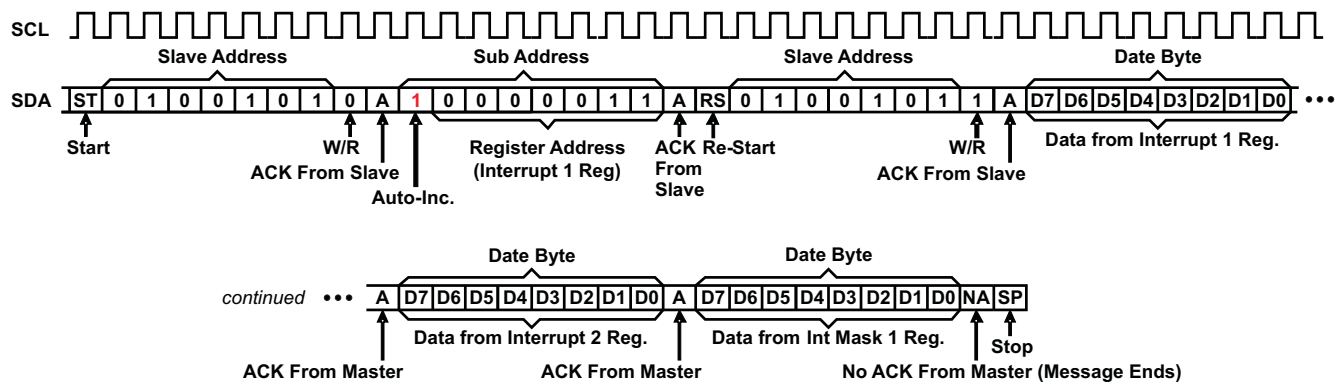 SCL
Slave Address Sub Address Slave Address Date Byte
SDA ST 0 1 0 0 1 0 1 0 A 1 0 0 0 0 0 1 1 A RS 0 1 0 0 1 0 1 1 A D7 D6 D5 D4 D3 D2 D1 D0 •••
Start W/R Register Address ACK Re-Start W/R Data from Interrupt 1 Reg.
ACK From Slave (Interrupt 1 Reg) From ACK From Slave
Auto-Inc. Slave
Date Byte Date Byte
continued ••• A D7 D6 D5 D4 D3 D2 D1 D0 A D7 D6 D5 D4 D3 D2 D1 D0 NA SP
Data from Interrupt 2 Reg. Data from Int Mask 1 Reg. Stop
ACK From Master ACK From Master No ACK From Master (Message Ends)